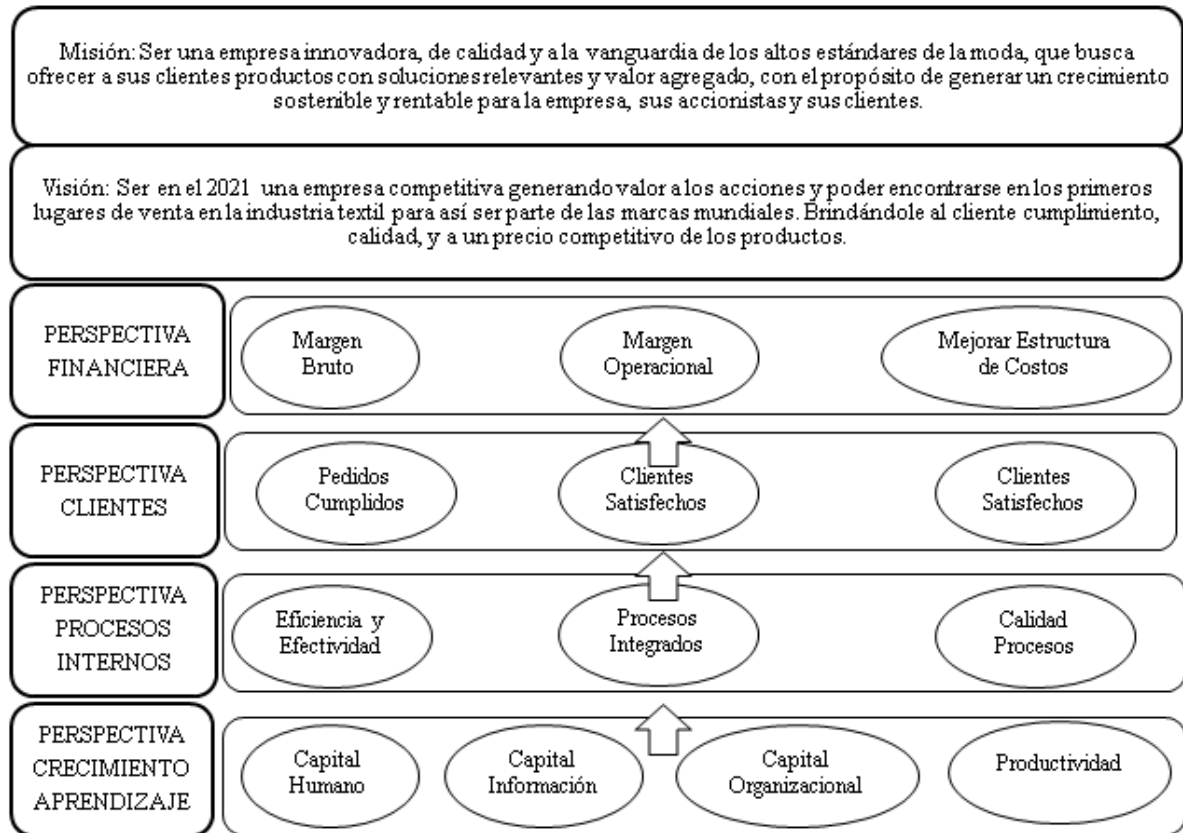 Misión: Ser una empresa innovadora, de calidad y a la vanguardia de los altos estándares de la moda, que busca
ofrecer a sus clientes productos con soluciones relevantes y valor agregado, con el propósito de generar un crecimiento
sostenible y rentable para la empresa, sus accionistas y sus clientes.
Visión: Ser en el 2021 una empresa competitiva generando valor a los acciones y poder encontrarse en los primeros
lugares de venta en la industria textil para así ser parte de las marcas mundiales. Brindándole al cliente cumplimiento,
calidad, y a un precio competitivo de los productos.
PERSPECTIVA
FINANCIERA
Margen
Bruto
Margen
Operacional
Mejorar Estructura
de Costos
PERSPECTIVA
CLIENTES
Pedidos
Cumplidos
Clientes
Satisfechos
Clientes
Satisfechos
PERSPECTIVA
PROCESOS
INTERNOS
Eficiencia y
Efectividad
Procesos
Integrados
Calidad
Procesos
PERSPECTIVA
CRECIMIENTO
APRENDIZAJE
Capital
Humano
Capital
Información
Capital
Organizacional
Productividad